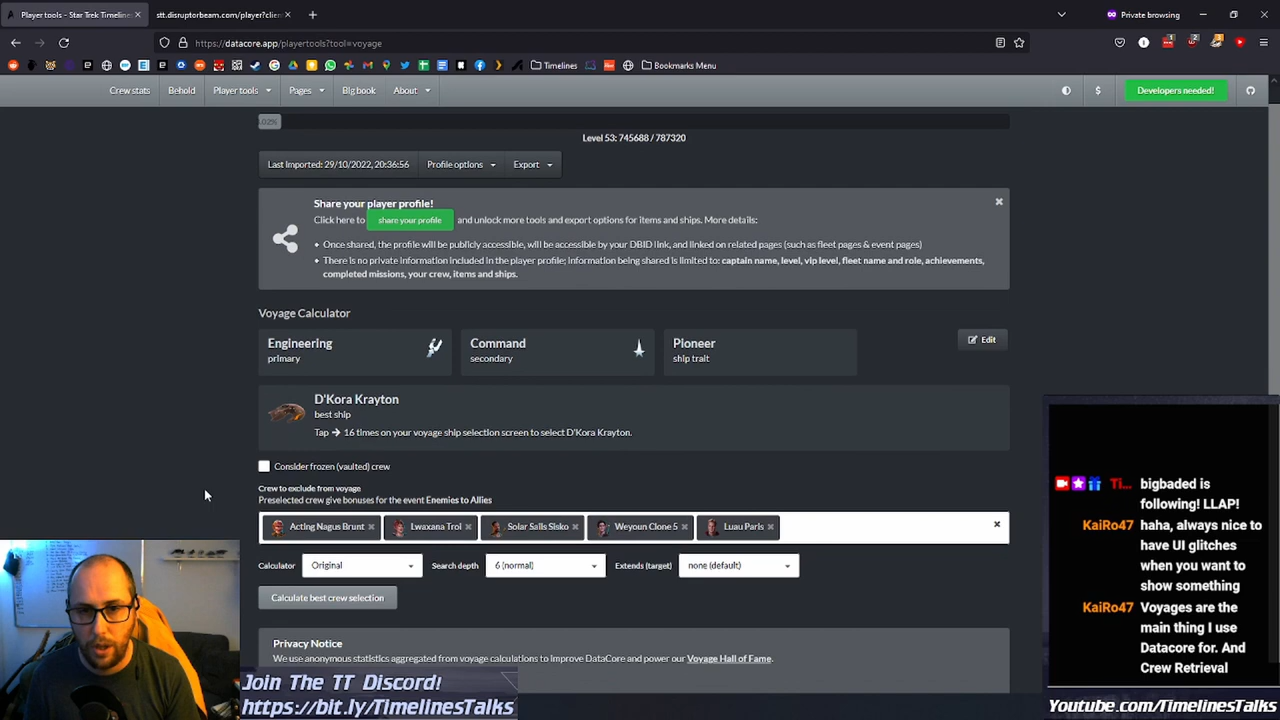 Player tools - Star Trek Timeline
stt.disruptorbeam.com/player?clien
Private browsing
https://datacore.app/playertools?tool=voyage
Timelines
Bookmarks Menu
Crew stats
Behold
Player tools
Pages
Big book
About
$
Developers needed!
Level 53: 745688 / 787320
Last Imported: 29/10/2022, 20:36:56
Profile options
Export
Share your player profile!
Click here to share your profile and unlock more tools and export options for items and ships. More details:
Once shared, the profile will be publicly accessible, will be accessible by your DBID link, and linked on related pages (such as fleet pages & event pages)
There is no private information included in the player profile; information being shared is limited to: captain name, level, vip level, fleet name and role, achievements,
completed missions, your crew, items and ships.
Voyage Calculator
Engineering
primary
Command
secondary
Pioneer
ship trait
Edit
D'Kora Krayton
best ship
Tap → 16 times on your voyage ship selection screen to select D'Kora Krayton.
Consider frozen (vaulted) crew
Crew to exclude from voyage
Preselected crew give bonuses for the event Enemies to Allies
Acting Nagus Brunt
Lwaxana Troi
Solar Sails Sisko
Weyoun Clone 5
Luau Paris
Calculator
Original
Search depth
6 (normal)
Extends (target)
none (default)
Calculate best crew selection
Privacy Notice
We use anonymous statistics aggregated from voyage calculations to improve DataCore and power our Voyage Hall of Fame.
Join The TT Discord!
https://bit.ly/TimelinesTalks
Ti... bigbaded is
following! LLAP!
KaiRo47 haha, always nice to
have UI glitches
when you want to
show something
KaiRo47 Voyages are the
main thing I use
Datacore for. And
Crew Retrieval
Youtube.com/TimelinesTalks